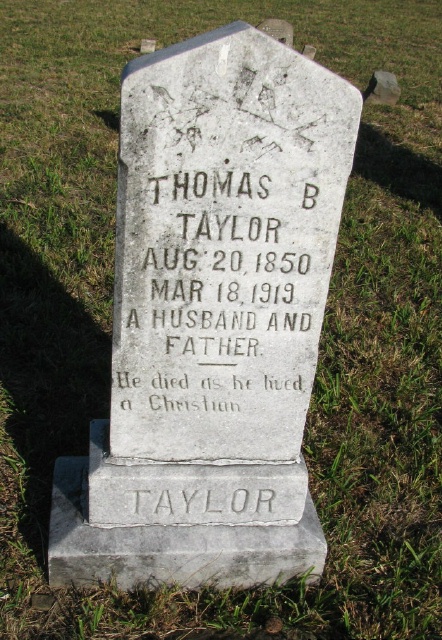 THOMAS B
TAYLOR
AUG. 20, 1850
MAR 18, 1919
A HUSBAND AND
FATHER.
He died as he lived
a Christian
TAYLOR